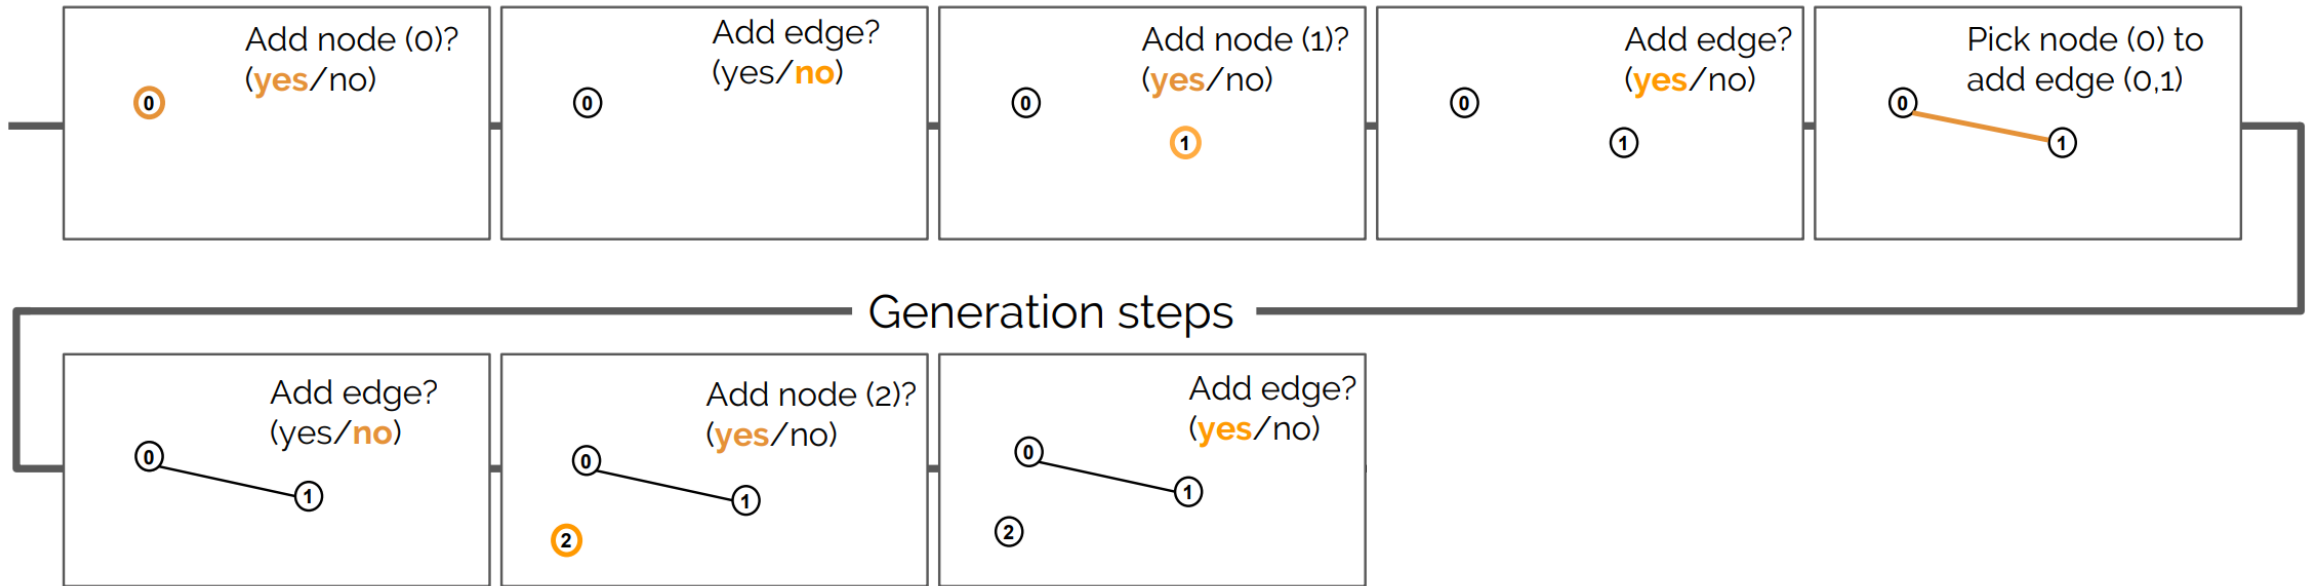 Add node (0)?
(yes/no)
0
Add edge?
(yes/no)
0
Add node (1)?
(yes/no)
0
1
Add edge?
(yes/no)
0
1
Pick node (0) to
add edge (0,1)
0
1
Generation steps
Add edge?
(yes/no)
0
1
Add node (2)?
(yes/no)
0
1
2
Add edge?
(yes/no)
0
1
2